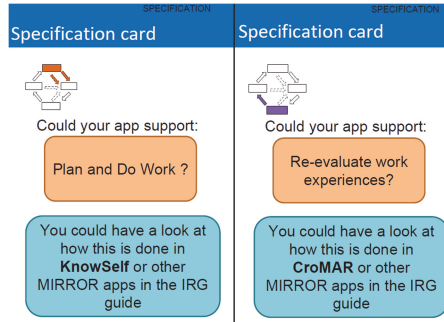 SPECIFICATION
Specification card
Could your app support:
Plan and Do Work ?
You could have a look at
how this is done in
KnowSelf or other
MIRROR apps in the IRG
guide
SPECIFICATION
Specification card
Could your app support:
Re-evaluate work
experiences?
You could have a look at
how this is done in
CroMAR or other
MIRROR apps in the IRG
guide